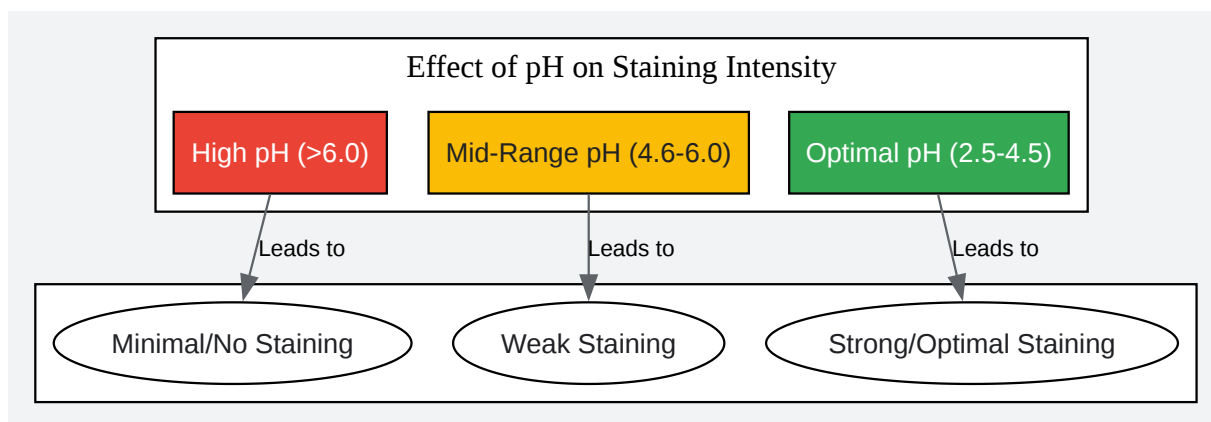 Effect of pH on Staining Intensity
High pH (>6.0)
Mid-Range pH (4.6-6.0)
Optimal pH (2.5-4.5)
Leads to
Leads to
Leads to
Minimal/No Staining
Weak Staining
Strong/Optimal Staining